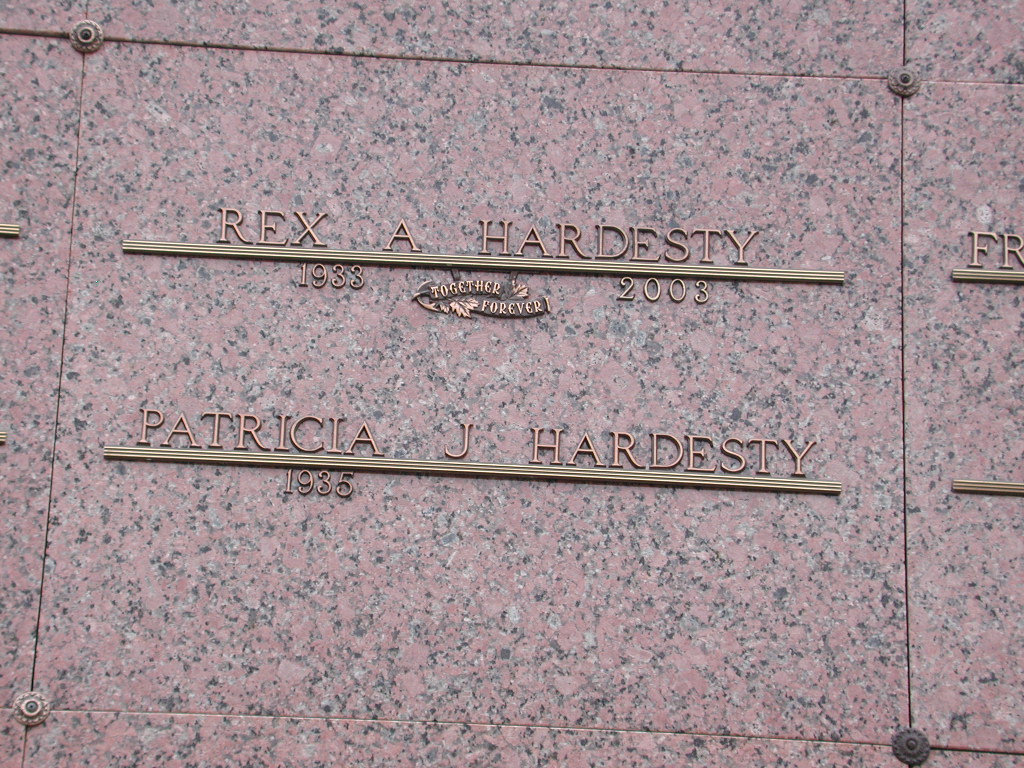 REX A HARDESTY
1933 2003
TOGETHER
FOREVER
PATRICIA J HARDESTY
1935
FR